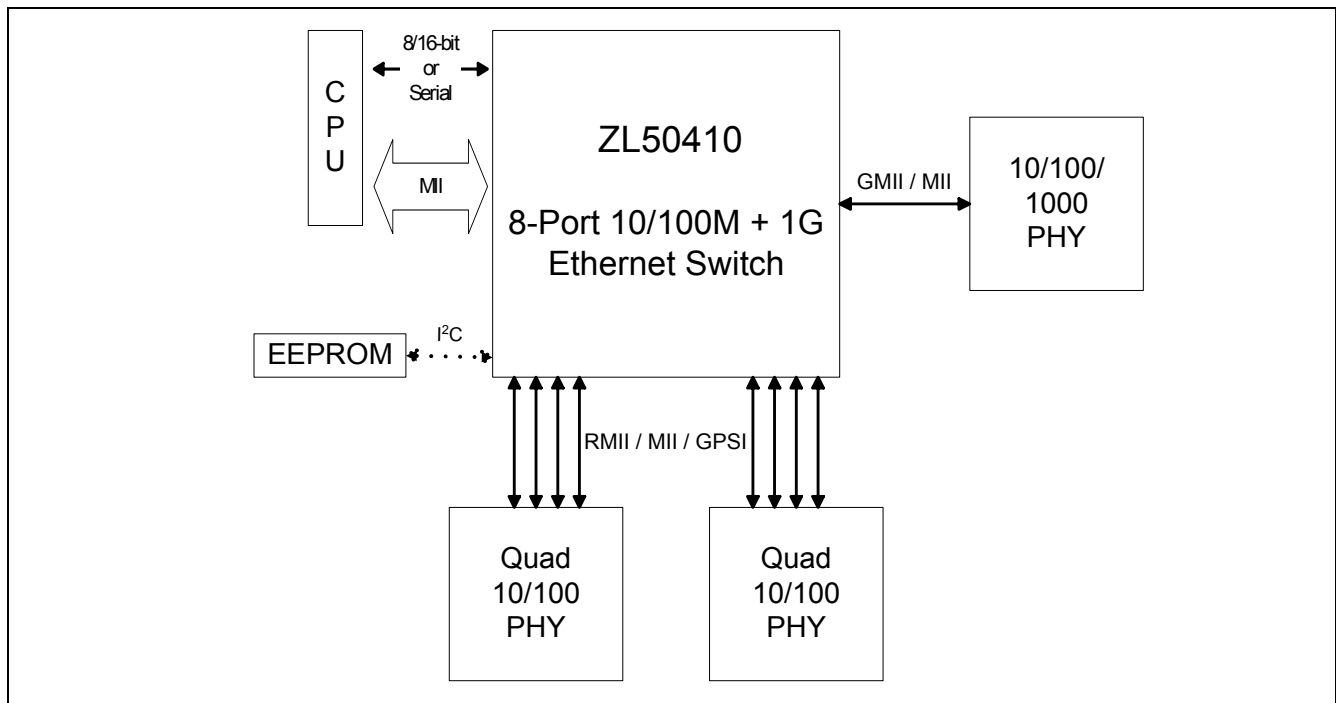 8/16-bit
or
Serial
C
P
U
MII
ZL50410
8-Port 10/100M + 1G
Ethernet Switch
GMII / MII
10/100/
1000
PHY
EEPROM
I²C
RMII / MII / GPSI
Quad
10/100
PHY
Quad
10/100
PHY